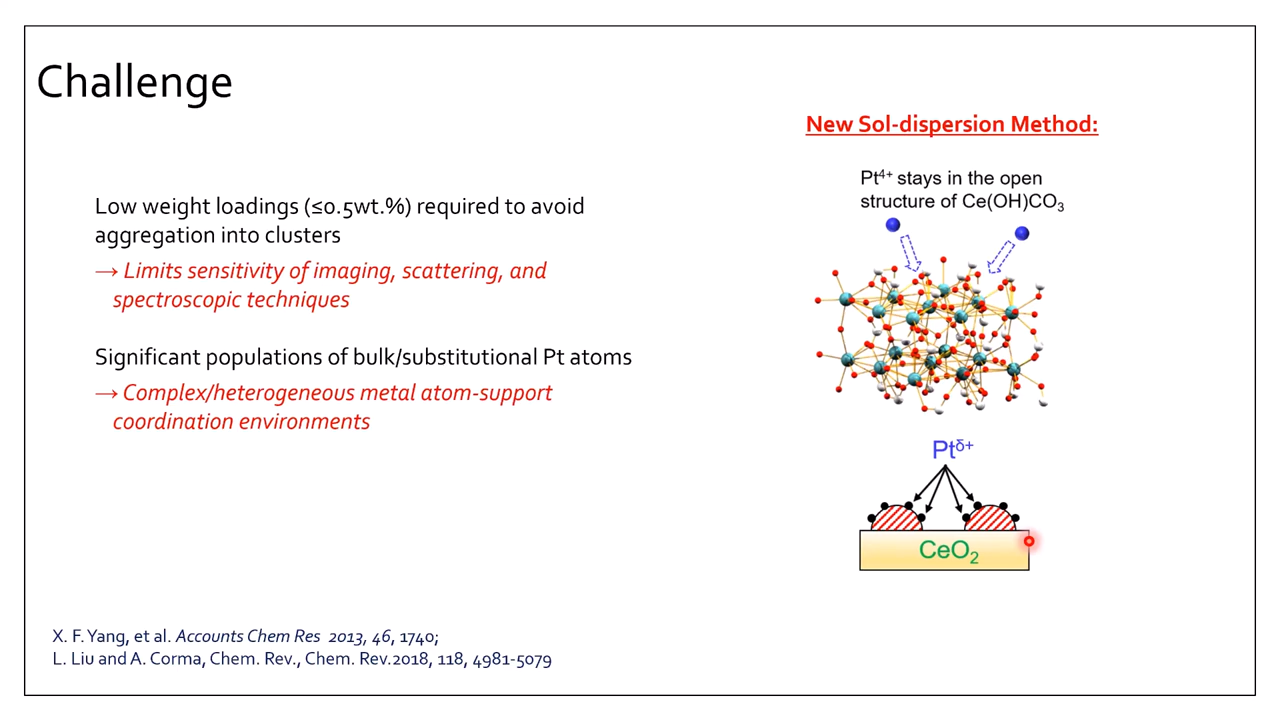 Challenge
New Sol-dispersion Method:
Pt⁴⁺ stays in the open
structure of Ce(OH)CO₃
Low weight loadings (≤0.5wt.%) required to avoid
aggregation into clusters
→ Limits sensitivity of imaging, scattering, and
spectroscopic techniques
Significant populations of bulk/substitutional Pt atoms
→ Complex/heterogeneous metal atom-support
coordination environments
Ptᵟ⁺
CeO₂
X. F. Yang, et al. Accounts Chem Res 2013, 46, 1740;
L. Liu and A. Corma, Chem. Rev., Chem. Rev.2018, 118, 4981-5079